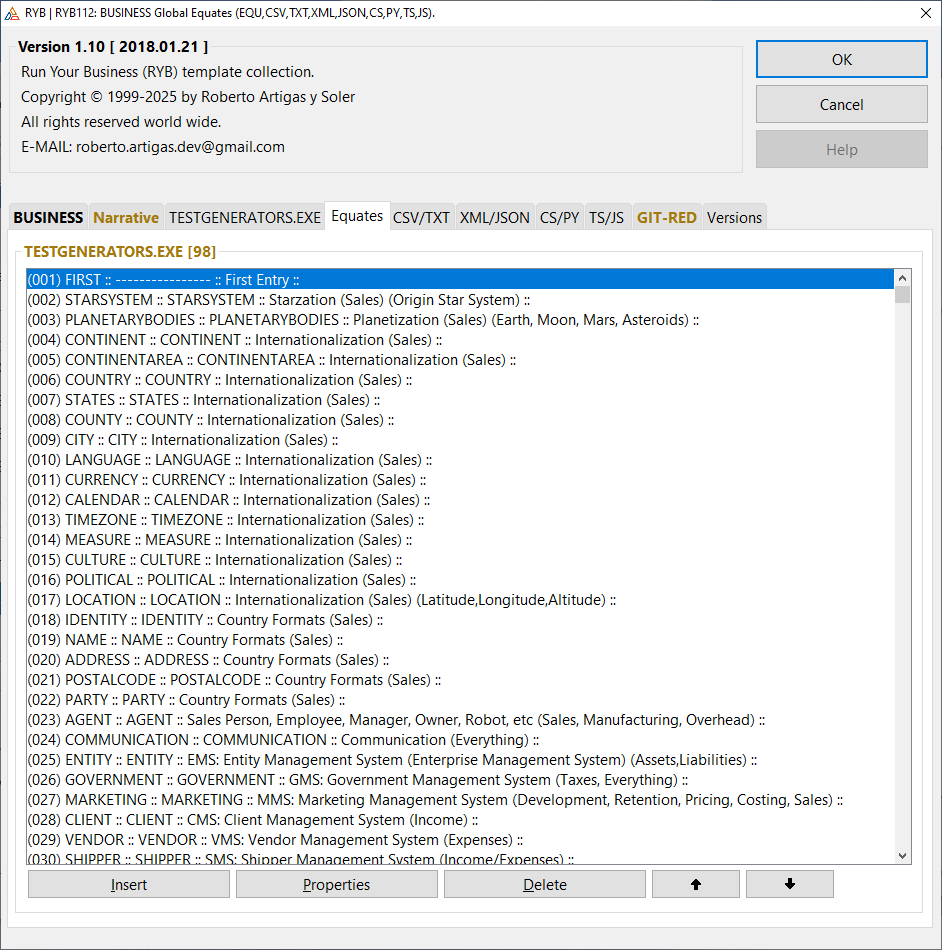 RYB | RYB112: BUSINESS Global Equates (EQU,CSV,TXT,XML,JSON,CS,PY,TS,JS).
Version 1.10 [ 2018.01.21 ]
Run Your Business (RYB) template collection.
Copyright © 1999-2025 by Roberto Artigas y Soler
All rights reserved world wide.
E-MAIL: roberto.artigas.dev@gmail.com
OK
Cancel
Help
BUSINESS Narrative TESTGENERATORS.EXE Equates CSV/TXT XML/JSON CS/PY TS/JS GIT-RED Versions
TESTGENERATORS.EXE [98]
(001) FIRST :: ---------------- :: First Entry ::
(002) STARSYSTEM :: STARSYSTEM :: Starzation (Sales) (Origin Star System) ::
(003) PLANETARYBODIES :: PLANETARYBODIES :: Planetization (Sales) (Earth, Moon, Mars, Asteroids) ::
(004) CONTINENT :: CONTINENT :: Internationalization (Sales) ::
(005) CONTINENTAREA :: CONTINENTAREA :: Internationalization (Sales) ::
(006) COUNTRY :: COUNTRY :: Internationalization (Sales) ::
(007) STATES :: STATES :: Internationalization (Sales) ::
(008) COUNTY :: COUNTY :: Internationalization (Sales) ::
(009) CITY :: CITY :: Internationalization (Sales) ::
(010) LANGUAGE :: LANGUAGE :: Internationalization (Sales) ::
(011) CURRENCY :: CURRENCY :: Internationalization (Sales) ::
(012) CALENDAR :: CALENDAR :: Internationalization (Sales) ::
(013) TIMEZONE :: TIMEZONE :: Internationalization (Sales) ::
(014) MEASURE :: MEASURE :: Internationalization (Sales) ::
(015) CULTURE :: CULTURE :: Internationalization (Sales) ::
(016) POLITICAL :: POLITICAL :: Internationalization (Sales) ::
(017) LOCATION :: LOCATION :: Internationalization (Sales) (Latitude,Longitude,Altitude) ::
(018) IDENTITY :: IDENTITY :: Country Formats (Sales) ::
(019) NAME :: NAME :: Country Formats (Sales) ::
(020) ADDRESS :: ADDRESS :: Country Formats (Sales) ::
(021) POSTALCODE :: POSTALCODE :: Country Formats (Sales) ::
(022) PARTY :: PARTY :: Country Formats (Sales) ::
(023) AGENT :: AGENT :: Sales Person, Employee, Manager, Owner, Robot, etc (Sales, Manufacturing, Overhead) ::
(024) COMMUNICATION :: COMMUNICATION :: Communication (Everything) ::
(025) ENTITY :: ENTITY :: EMS: Entity Management System (Enterprise Management System) (Assets,Liabilities) ::
(026) GOVERNMENT :: GOVERNMENT :: GMS: Government Management System (Taxes, Everything) ::
(027) MARKETING :: MARKETING :: MMS: Marketing Management System (Development, Retention, Pricing, Costing, Sales) ::
(028) CLIENT :: CLIENT :: CMS: Client Management System (Income) ::
(029) VENDOR :: VENDOR :: VMS: Vendor Management System (Expenses) ::
(030) SHIPPER :: SHIPPER :: SMS: Shipper Management System (Income/Expenses) ::
Insert Properties Delete